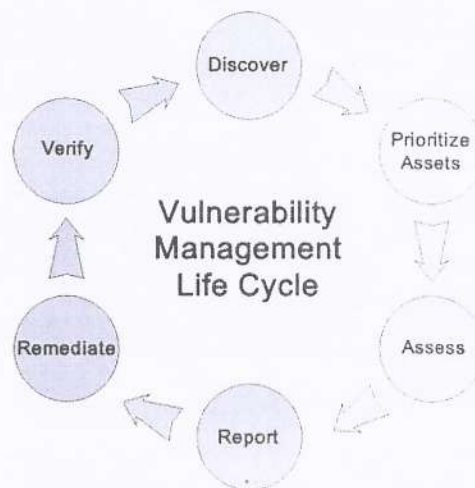 Discover
Prioritize
Assets
Assess
Report
Remediate
Verify
Vulnerability
Management
Life Cycle